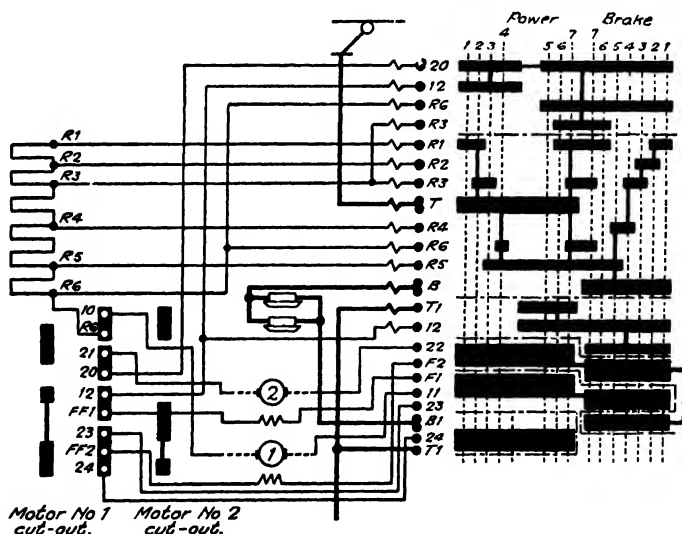 Power Brake
1 2 3 4 5 6 7 7 6 5 4 3 2 1
20
12
R6
R3
R1 R1
R2 R2
R3 R3
T
R4 R4
R6
R5 R5
B
R6
T1
10
12
R6
22
21
F2
20
2
F1
12
11
FF1
23
B1
23
1
24
FF2
T1
24
Motor No 1 Motor No 2
cut-out. cut-out.